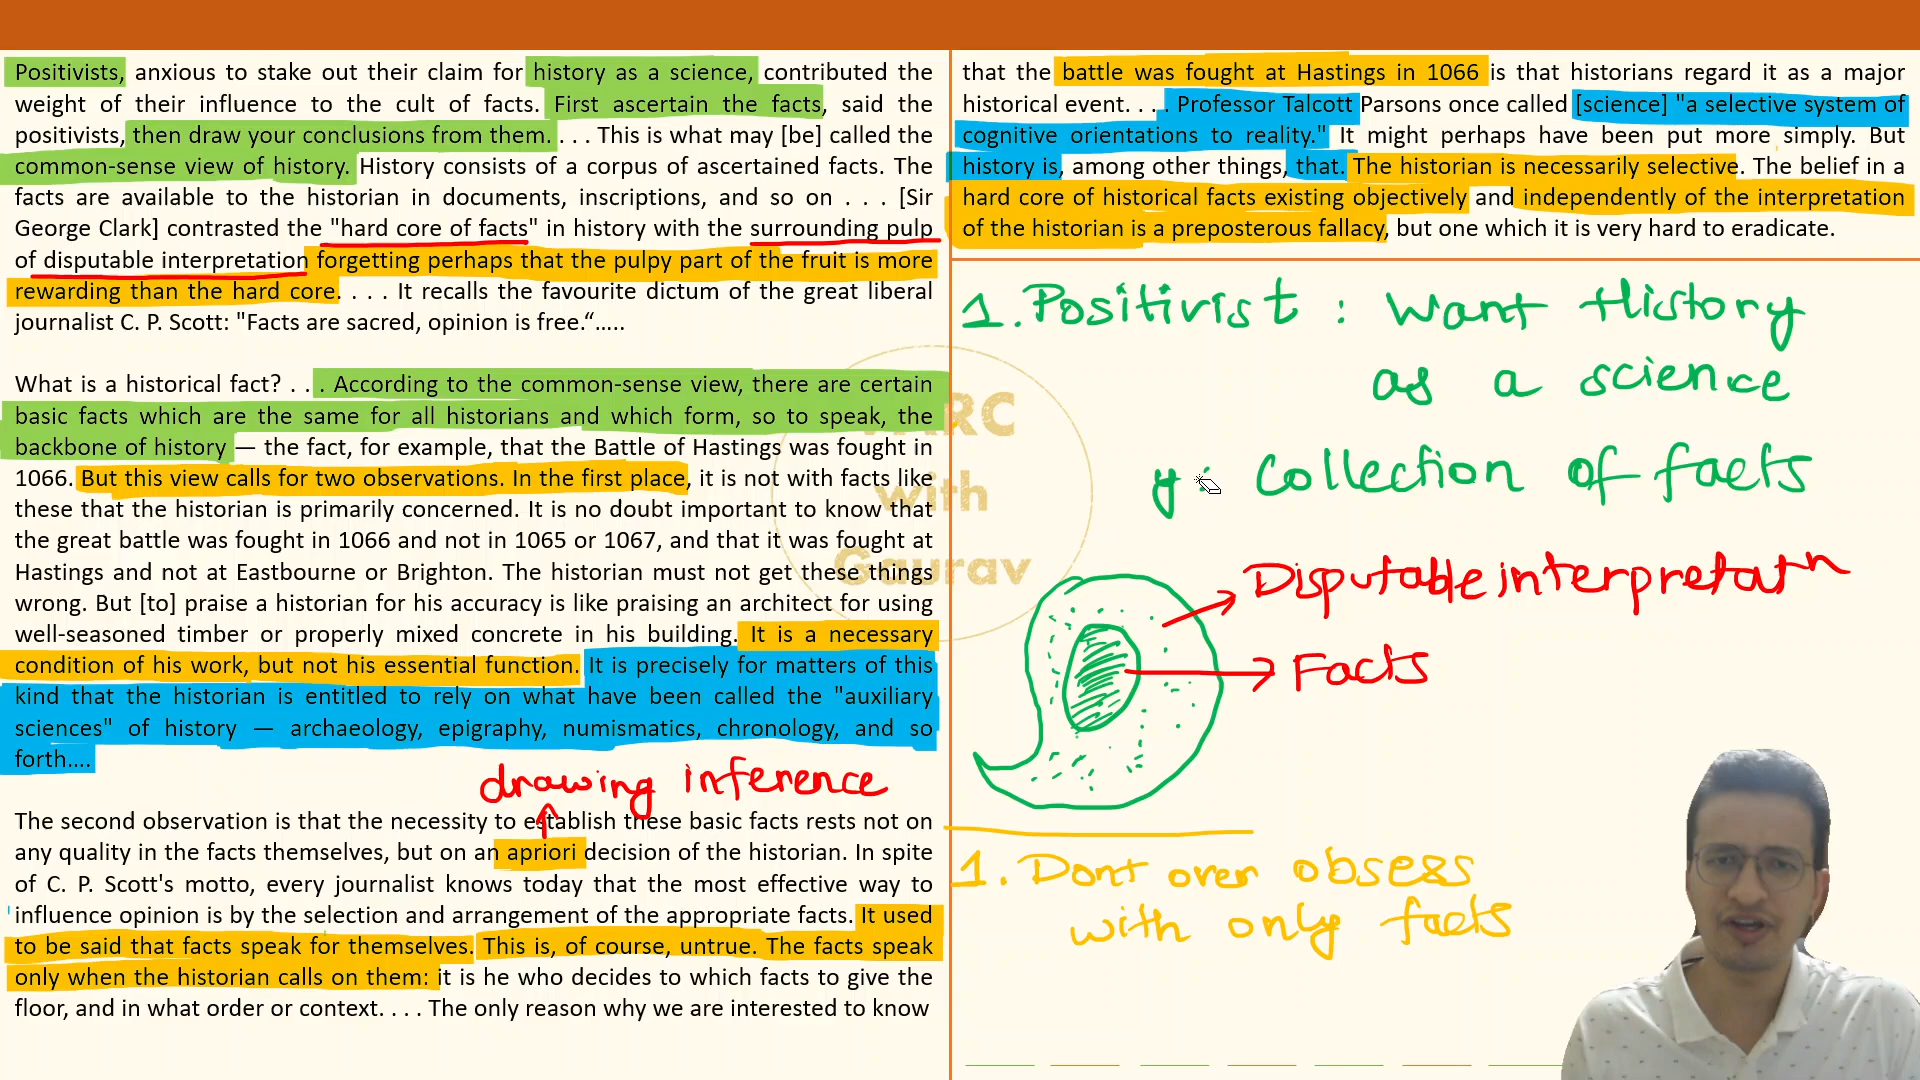 Positivists, anxious to stake out their claim for history as a science, contributed the
weight of their influence to the cult of facts. First ascertain the facts, said the
positivists, then draw your conclusions from them. . . . This is what may [be] called the
common-sense view of history. History consists of a corpus of ascertained facts. The
facts are available to the historian in documents, inscriptions, and so on . . . [Sir
George Clark] contrasted the "hard core of facts" in history with the surrounding pulp
of disputable interpretation forgetting perhaps that the pulpy part of the fruit is more
rewarding than the hard core. . . . It recalls the favourite dictum of the great liberal
journalist C. P. Scott: "Facts are sacred, opinion is free.“…..
What is a historical fact? . . . According to the common-sense view, there are certain
basic facts which are the same for all historians and which form, so to speak, the
backbone of history — the fact, for example, that the Battle of Hastings was fought in
1066. But this view calls for two observations. In the first place, it is not with facts like
these that the historian is primarily concerned. It is no doubt important to know that
the great battle was fought in 1066 and not in 1065 or 1067, and that it was fought at
Hastings and not at Eastbourne or Brighton. The historian must not get these things
wrong. But [to] praise a historian for his accuracy is like praising an architect for using
well-seasoned timber or properly mixed concrete in his building. It is a necessary
condition of his work, but not his essential function. It is precisely for matters of this
kind that the historian is entitled to rely on what have been called the "auxiliary
sciences" of history — archaeology, epigraphy, numismatics, chronology, and so
forth....
drawing inference
The second observation is that the necessity to establish these basic facts rests not on
any quality in the facts themselves, but on an apriori decision of the historian. In spite
of C. P. Scott's motto, every journalist knows today that the most effective way to
influence opinion is by the selection and arrangement of the appropriate facts. It used
to be said that facts speak for themselves. This is, of course, untrue. The facts speak
only when the historian calls on them: it is he who decides to which facts to give the
floor, and in what order or context. . . . The only reason why we are interested to know
that the battle was fought at Hastings in 1066 is that historians regard it as a major
historical event. . . . Professor Talcott Parsons once called [science] "a selective system of
cognitive orientations to reality." It might perhaps have been put more simply. But
history is, among other things, that. The historian is necessarily selective. The belief in a
hard core of historical facts existing objectively and independently of the interpretation
of the historian is a preposterous fallacy, but one which it is very hard to eradicate.
1. Positivist : Want History
as a science
y: Collection of facts
Disputable interpretatn
Facts
1. Dont over obsess
with only facts
with
Gaurav